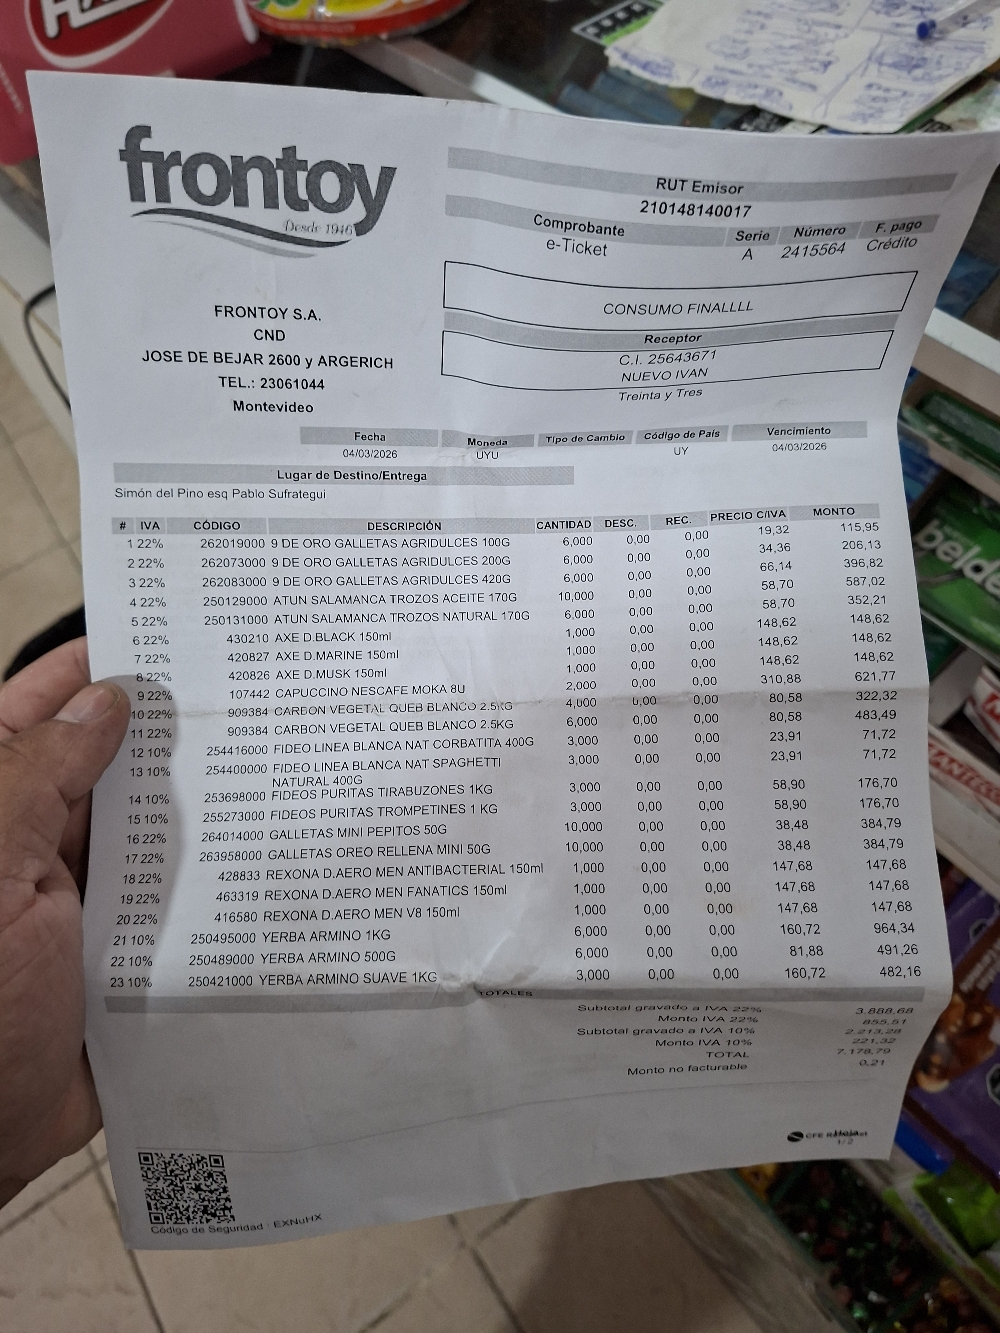 frontoy
Desde 1946
RUT Emisor
210148140017
Comprobante Serie Número F. pago
e-Ticket A 2415564 Crédito
CONSUMO FINALLLL
Receptor
C.I. 25643671
NUEVO IVAN
Treinta y Tres
FRONTOY S.A.
CND
JOSE DE BEJAR 2600 y ARGERICH
TEL.: 23061044
Montevideo
Fecha Moneda Tipo de Cambio Código de País Vencimiento
04/03/2026 UYU UY 04/03/2026
Lugar de Destino/Entrega
Simón del Pino esq Pablo Sufrategui
# IVA CÓDIGO DESCRIPCIÓN CANTIDAD DESC. REC. PRECIO C/IVA MONTO
1 22% 262019000 9 DE ORO GALLETAS AGRIDULCES 100G 6,000 0,00 0,00 19,32 115,95
2 22% 262073000 9 DE ORO GALLETAS AGRIDULCES 200G 6,000 0,00 0,00 34,36 206,13
3 22% 262083000 9 DE ORO GALLETAS AGRIDULCES 420G 6,000 0,00 0,00 66,14 396,82
4 22% 250129000 ATUN SALAMANCA TROZOS ACEITE 170G 10,000 0,00 0,00 58,70 587,02
5 22% 250131000 ATUN SALAMANCA TROZOS NATURAL 170G 6,000 0,00 0,00 58,70 352,21
6 22% 430210 AXE D.BLACK 150ml 1,000 0,00 0,00 148,62 148,62
7 22% 420827 AXE D.MARINE 150ml 1,000 0,00 0,00 148,62 148,62
8 22% 420826 AXE D.MUSK 150ml 1,000 0,00 0,00 148,62 148,62
9 22% 107442 CAPUCCINO NESCAFE MOKA 8U 2,000 0,00 0,00 310,88 621,77
10 22% 909384 CARBON VEGETAL QUEB BLANCO 2.5KG 4,000 0,00 0,00 80,58 322,32
11 22% 909384 CARBON VEGETAL QUEB BLANCO 2.5KG 6,000 0,00 0,00 80,58 483,49
12 10% 254416000 FIDEO LINEA BLANCA NAT CORBATITA 400G 3,000 0,00 0,00 23,91 71,72
13 10% 254400000 FIDEO LINEA BLANCA NAT SPAGHETTI 3,000 0,00 0,00 23,91 71,72
NATURAL 400G
14 10% 253698000 FIDEOS PURITAS TIRABUZONES 1KG 3,000 0,00 0,00 58,90 176,70
15 10% 255273000 FIDEOS PURITAS TROMPETINES 1 KG 3,000 0,00 0,00 58,90 176,70
16 22% 264014000 GALLETAS MINI PEPITOS 50G 10,000 0,00 0,00 38,48 384,79
17 22% 263958000 GALLETAS OREO RELLENA MINI 50G 10,000 0,00 0,00 38,48 384,79
18 22% 428833 REXONA D.AERO MEN ANTIBACTERIAL 150ml 1,000 0,00 0,00 147,68 147,68
19 22% 463319 REXONA D.AERO MEN FANATICS 150ml 1,000 0,00 0,00 147,68 147,68
20 22% 416580 REXONA D.AERO MEN V8 150ml 1,000 0,00 0,00 147,68 147,68
21 10% 250495000 YERBA ARMINO 1KG 6,000 0,00 0,00 160,72 964,34
22 10% 250489000 YERBA ARMINO 500G 6,000 0,00 0,00 81,88 491,26
23 10% 250421000 YERBA ARMINO SUAVE 1KG 3,000 0,00 0,00 160,72 482,16
TOTALES
Subtotal gravado a IVA 22% 3.888,68
Monto IVA 22% 855,51
Subtotal gravado a IVA 10% 2.213,28
Monto IVA 10% 221,32
TOTAL 7.178,79
Monto no facturable 0,21
CFE
Hoja
1/2
Código de Seguridad : EXNuHX
belde